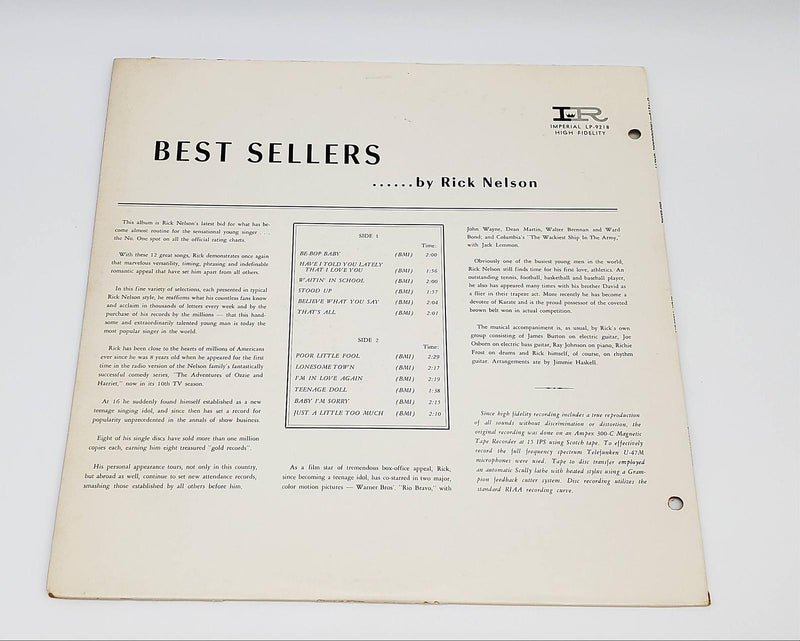 IR
IMPERIAL LP-9218
HIGH FIDELITY
BEST SELLERS
......by Rick Nelson
This album is Rick Nelson's latest bid for what has be-
come almost routine for the sensational young singer . . .
the No. One spot on all the official rating charts.
With these 12 great songs, Rick demonstrates once again
that marvelous versatility, timing, phrasing and indefinable
romantic appeal that have set him apart from all others.
In this fine variety of selections, each presented in typical
Rick Nelson style, he reaffirms what his countless fans know
and acclaim in thousands of letters every week and by the
purchase of his records by the millions — that this hand-
some and extraordinarily talented young man is today the
most popular singer in the world.
Rick has been close to the hearts of millions of Americans
ever since he was 8 years old when he appeared for the first
time in the radio version of the Nelson family's fantastically
successful comedy series, "The Adventures of Ozzie and
Harriet," now in its 10th TV season.
At 16 he suddenly found himself established as a new
teenage singing idol, and since then has set a record for
popularity unprecedented in the annals of show business.
Eight of his single discs have sold more than one million
copies each, earning him eight treasured "gold records".
His personal appearance tours, not only in this country,
but abroad as well, continue to set new attendance records,
smashing those established by all others before him.
SIDE 1
Time:
BE-BOP BABY (BMI) 2:00
HAVE I TOLD YOU LATELY
THAT I LOVE YOU (BMI) 1:56
WAITIN' IN SCHOOL (BMI) 2:00
STOOD UP (BMI) 1:57
BELIEVE WHAT YOU SAY (BMI) 2:04
THAT'S ALL (BMI) 2:01
SIDE 2
Time:
POOR LITTLE FOOL (BMI) 2:29
LONESOME TOWN (BMI) 2:17
I'M IN LOVE AGAIN (BMI) 2:19
TEENAGE DOLL (BMI) 1:38
BABY I'M SORRY (BMI) 2:15
JUST A LITTLE TOO MUCH (BMI) 2:10
As a film star of tremendous box-office appeal, Rick,
since becoming a teenage idol, has co-starred in two major,
color motion pictures — Warner Bros' "Rio Bravo," with
John Wayne, Dean Martin, Walter Brennan and Ward
Bond; and Columbia's "The Wackiest Ship In The Army,"
with Jack Lemmon.
Obviously one of the busiest young men in the world,
Rick Nelson still finds time for his first love, athletics. An
outstanding tennis, football, basketball and baseball player,
he also has appeared many times with his brother David as
a flier in their trapeze act. More recently he has become a
devotee of Karate and is the proud possessor of the coveted
brown belt won in actual competition.
The musical accompaniment is, as usual, by Rick's own
group consisting of James Burton on electric guitar, Joe
Osborn on electric bass guitar, Ray Johnson on piano, Richie
Frost on drums and Rick himself, of course, on rhythm
guitar. Arrangements are by Jimmie Haskell.
Since high fidelity recording includes a true reproduction
of all sounds without discrimination or distortion, the
original recording was done on an Ampex 300-C Magnetic
Tape Recorder at 15 IPS using Scotch tape. To effectively
record the full frequency spectrum Telefunken U-47M
microphones were used. Tape to disc transfer employed
an automatic Scully lathe with heated stylus using a Gram-
pion feedback cutter system. Disc recording utilizes the
standard RIAA recording curve.